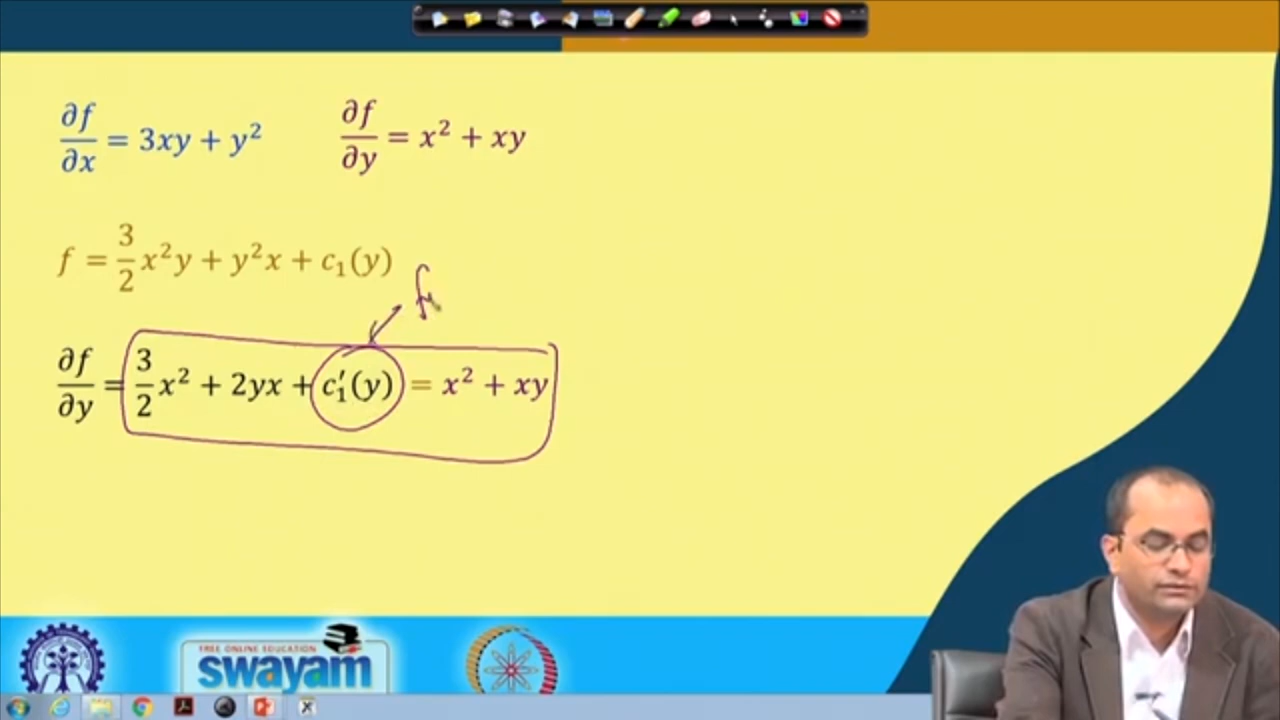 ∂f/∂x = 3xy + y² ∂f/∂y = x² + xy
f = 3/2 x²y + y²x + c₁(y)
∂f/∂y = 3/2 x² + 2yx + c₁′(y) = x² + xy
FREE ONLINE EDUCATION
swayam